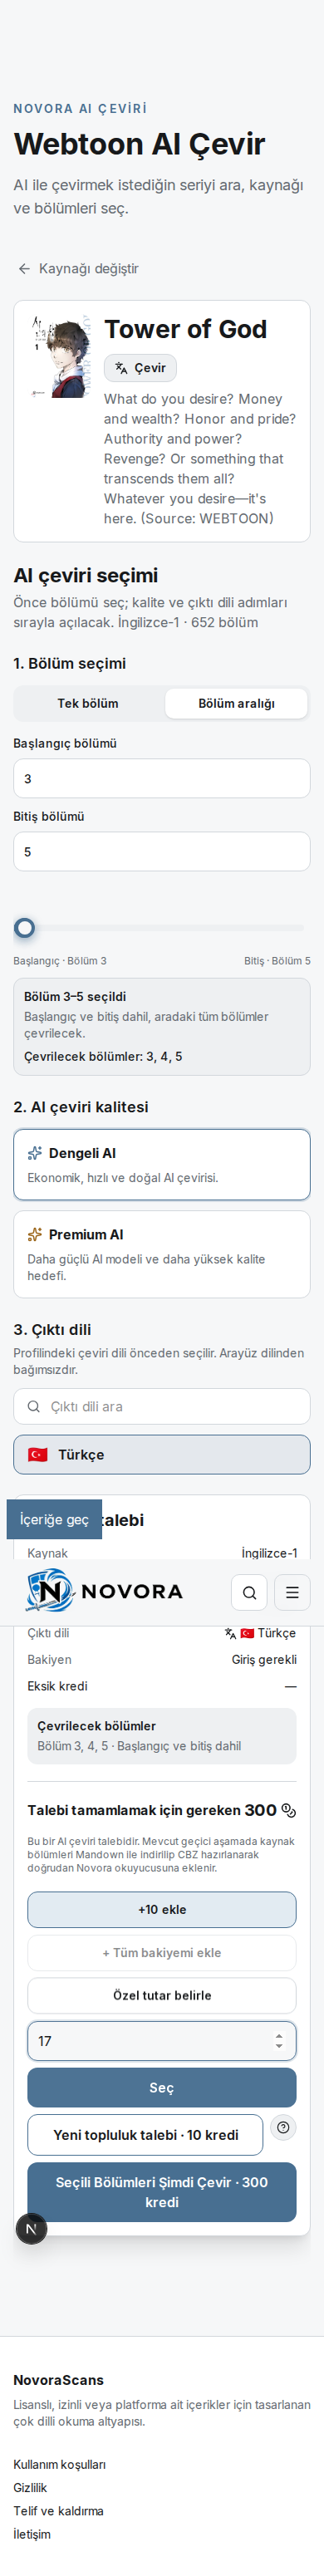 NOVORA AI ÇEVİRİ
Webtoon AI Çevir
AI ile çevirmek istediğin seriyi ara, kaynağı
ve bölümleri seç.
← Kaynağı değiştir
Tower of God
Çevir
What do you desire? Money
and wealth? Honor and pride?
Authority and power?
Revenge? Or something that
transcends them all?
Whatever you desire—it's
here. (Source: WEBTOON)
AI çeviri seçimi
Önce bölümü seç; kalite ve çıktı dili adımları
sırayla açılacak. İngilizce-1 · 652 bölüm
1. Bölüm seçimi
Tek bölüm
Bölüm aralığı
Başlangıç bölümü
3
Bitiş bölümü
5
Başlangıç · Bölüm 3
Bitiş · Bölüm 5
Bölüm 3–5 seçildi
Başlangıç ve bitiş dahil, aradaki tüm bölümler
çevrilecek.
Çevrilecek bölümler: 3, 4, 5
2. AI çeviri kalitesi
Dengeli AI
Ekonomik, hızlı ve doğal AI çevirisi.
Premium AI
Daha güçlü AI modeli ve daha yüksek kalite
hedefi.
3. Çıktı dili
Profilindeki çeviri dili önceden seçilir. Arayüz dilinden
bağımsızdır.
Çıktı dili ara
Türkçe
İçeriğe geç
talebi
Kaynak
İngilizce-1
NOVORA
Çıktı dili
Türkçe
Bakiyen
Giriş gerekli
Eksik kredi
—
Çevrilecek bölümler
Bölüm 3, 4, 5 · Başlangıç ve bitiş dahil
Talebi tamamlamak için gereken 300
Bu bir AI çeviri talebidir. Mevcut geçici aşamada kaynak
bölümleri Mandown ile indirilip CBZ hazırlanarak
doğrudan Novora okuyucusuna eklenir.
+10 ekle
+ Tüm bakiyemi ekle
Özel tutar belirle
17
Seç
Yeni topluluk talebi · 10 kredi
Seçili Bölümleri Şimdi Çevir · 300
kredi
N
NovoraScans
Lisanslı, izinli veya platforma ait içerikler için tasarlanan
çok dilli okuma altyapısı.
Kullanım koşulları
Gizlilik
Telif ve kaldırma
İletişim